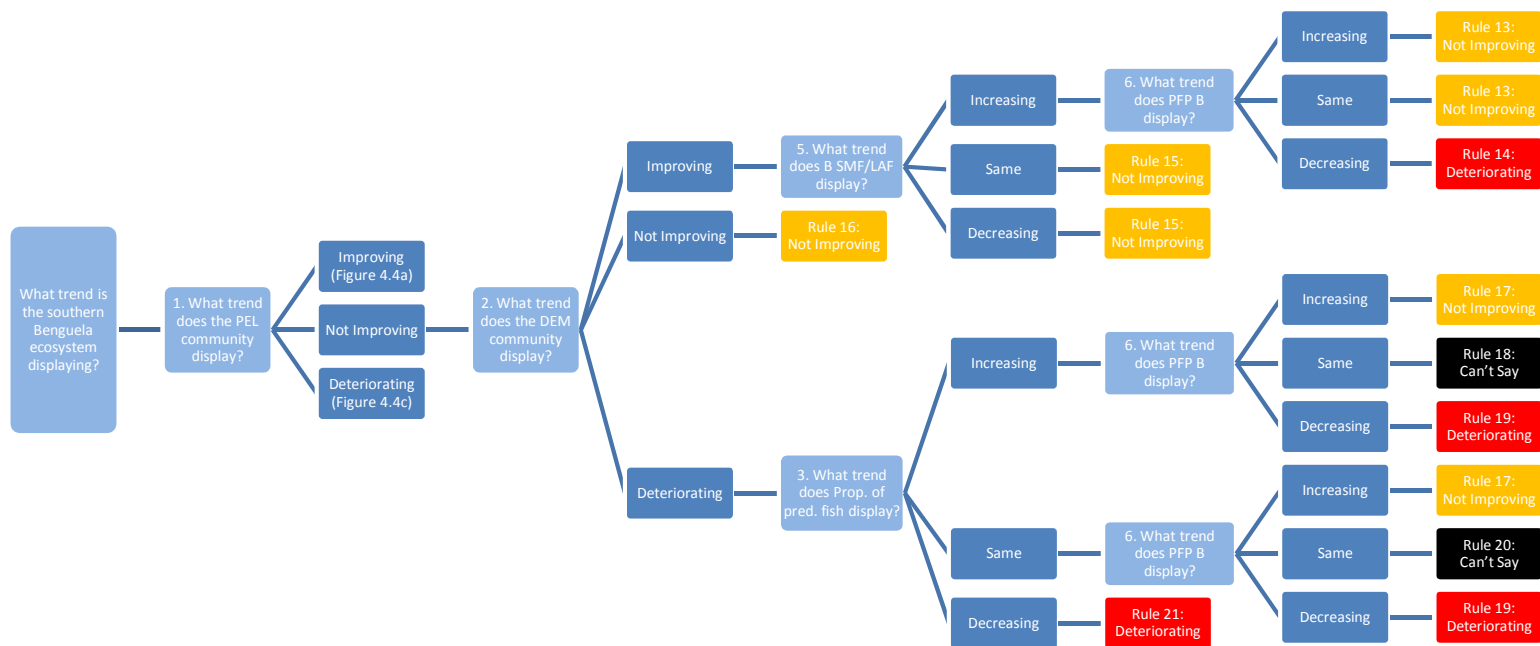 What trend is
the southern
Benguela
ecosystem
displaying?
1. What trend
does the PEL
community
display?
Improving
(Figure 4.4a)
Not Improving
Deteriorating
(Figure 4.4c)
2. What trend
does the DEM
community
display?
Improving
5. What trend
does B SMF/LAF
display?
Increasing
6. What trend
does PFP B
display?
Increasing
Rule 13:
Not Improving
Same
Rule 13:
Not Improving
Decreasing
Rule 14:
Deteriorating
Same
Rule 15:
Not Improving
Decreasing
Rule 15:
Not Improving
Not Improving
Rule 16:
Not Improving
Deteriorating
3. What trend
does Prop. of
pred. fish display?
Increasing
6. What trend
does PFP B
display?
Increasing
Rule 17:
Not Improving
Same
Rule 18:
Can't Say
Decreasing
Rule 19:
Deteriorating
Same
6. What trend
does PFP B
display?
Increasing
Rule 17:
Not Improving
Same
Rule 20:
Can't Say
Decreasing
Rule 19:
Deteriorating
Decreasing
Rule 21:
Deteriorating